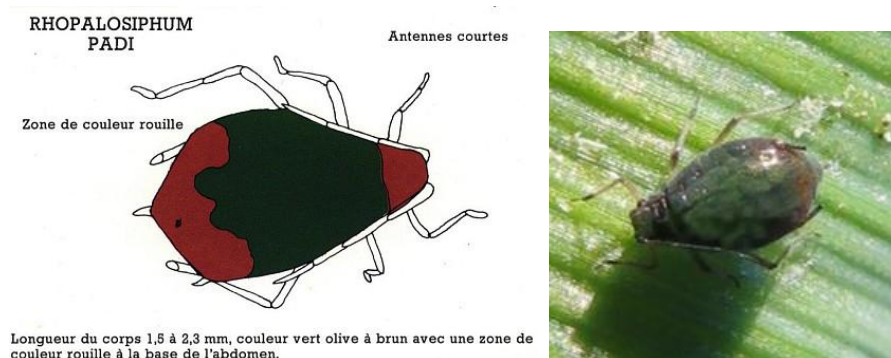 RHOPALOSIPHUM
PADI
Antennes courtes
Zone de couleur rouille
Longueur du corps 1,5 à 2,3 mm, couleur vert olive à brun avec une zone de
couleur rouille à la base de l'abdomen.